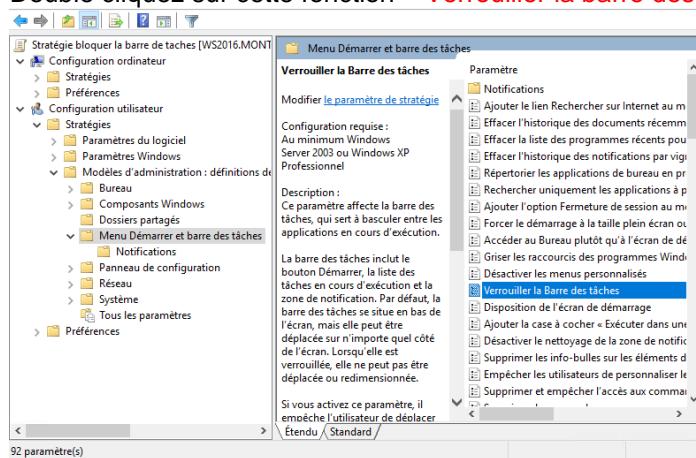 Double cliquez sur cette fonction « Verrouiller la barre des
Stratégie bloquer la barre de taches [WS2016.MONT
Configuration ordinateur
Stratégies
Préférences
Configuration utilisateur
Stratégies
Paramètres du logiciel
Paramètres Windows
Modèles d'administration : définitions de
Bureau
Composants Windows
Dossiers partagés
Menu Démarrer et barre des tâches
Notifications
Panneau de configuration
Réseau
Système
Tous les paramètres
Préférences
Menu Démarrer et barre des tâches
Verrouiller la Barre des tâches
Modifier le paramètre de stratégie
Configuration requise :
Au minimum Windows
Server 2003 ou Windows XP
Professionnel
Description :
Ce paramètre affecte la barre des
tâches, qui sert à basculer entre les
applications en cours d'exécution.
La barre des tâches inclut le
bouton Démarrer, la liste des
tâches en cours d'exécution et la
zone de notification. Par défaut, la
barre des tâches se situe en bas de
l'écran, mais elle peut être
déplacée sur n'importe quel côté
de l'écran. Lorsqu'elle est
verrouillée, elle ne peut pas être
déplacée ou redimensionnée.
Si vous activez ce paramètre, il
empêche l'utilisateur de déplacer
Paramètre
Notifications
Ajouter le lien Rechercher sur Internet au m
Effacer l'historique des documents récemm
Effacer la liste des programmes récents pou
Effacer l'historique des notifications par vig
Répertorier les applications de bureau en pr
Rechercher uniquement les applications à p
Ajouter l'option Fermeture de session au m
Forcer le démarrage à la taille plein écran ou
Accéder au Bureau plutôt qu'à l'écran de dé
Griser les raccourcis des programmes Wind
Désactiver les menus personnalisés
Verrouiller la Barre des tâches
Disposition de l'écran de démarrage
Ajouter la case à cocher « Exécuter dans une
Désactiver le nettoyage de la zone de notific
Supprimer les info-bulles sur les éléments d
Empêcher les utilisateurs de personnaliser le
Supprimer et empêcher l'accès aux comma
Étendu
Standard
92 paramètre(s)